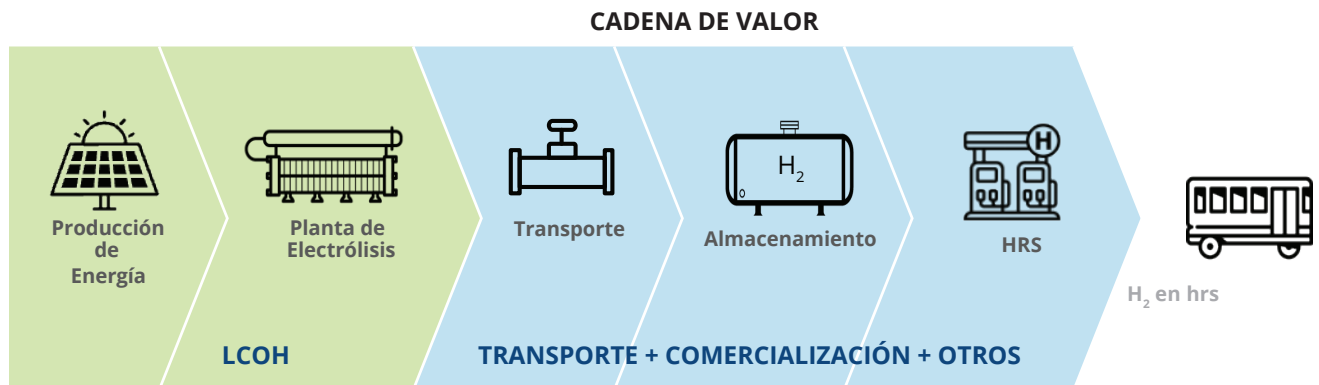 CADENA DE VALOR
Producción
de
Energía
Planta de
Electrólisis
Transporte
H₂
Almacenamiento
H
HRS
H₂ en hrs
LCOH
TRANSPORTE + COMERCIALIZACIÓN + OTROS